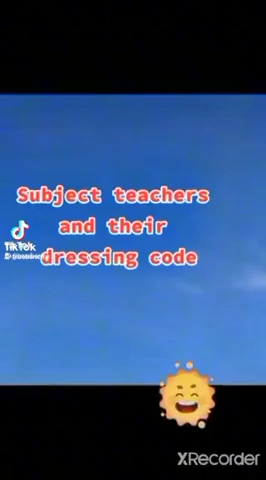 Subject teachers
and their
TikTok
dressing code
XRecorder